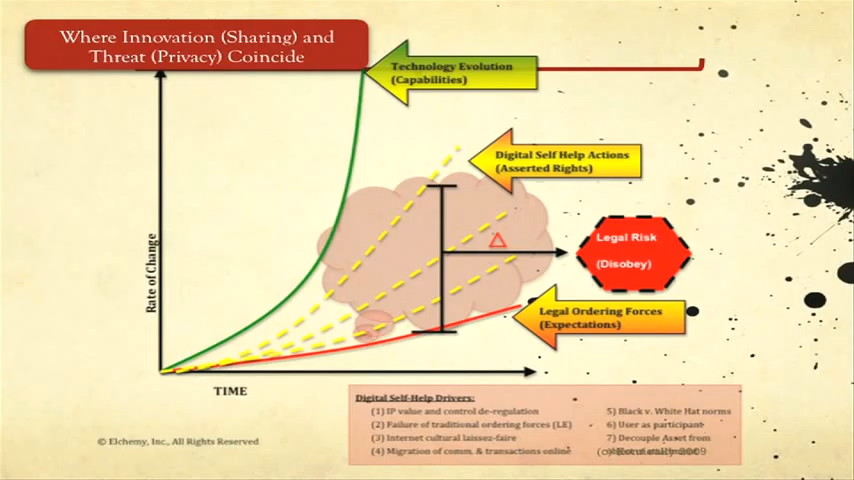 Where Innovation (Sharing) and
Threat (Privacy) Coincide
Technology Evolution
(Capabilities)
Digital Self Help Actions
(Asserted Rights)
Δ
Legal Risk
(Disobey)
Legal Ordering Forces
(Expectations)
Rate of Change
TIME
Digital Self-Help Drivers:
(1) IP value and control de-regulation
(2) Failure of traditional ordering forces (LE)
(3) Internet cultural laissez-faire
(4) Migration of comm. & transactions online
5) Black v. White Hat norms
6) User as participant
7) Decouple Asset from
2009
© Elchemy, Inc., All Rights Reserved